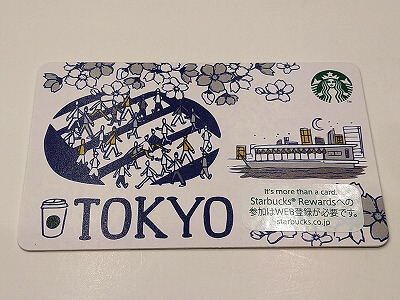 TOKYO
It's more than a card.
Starbucks® Rewardsへの
参加はWEB登録が必要です。
starbucks.co.jp